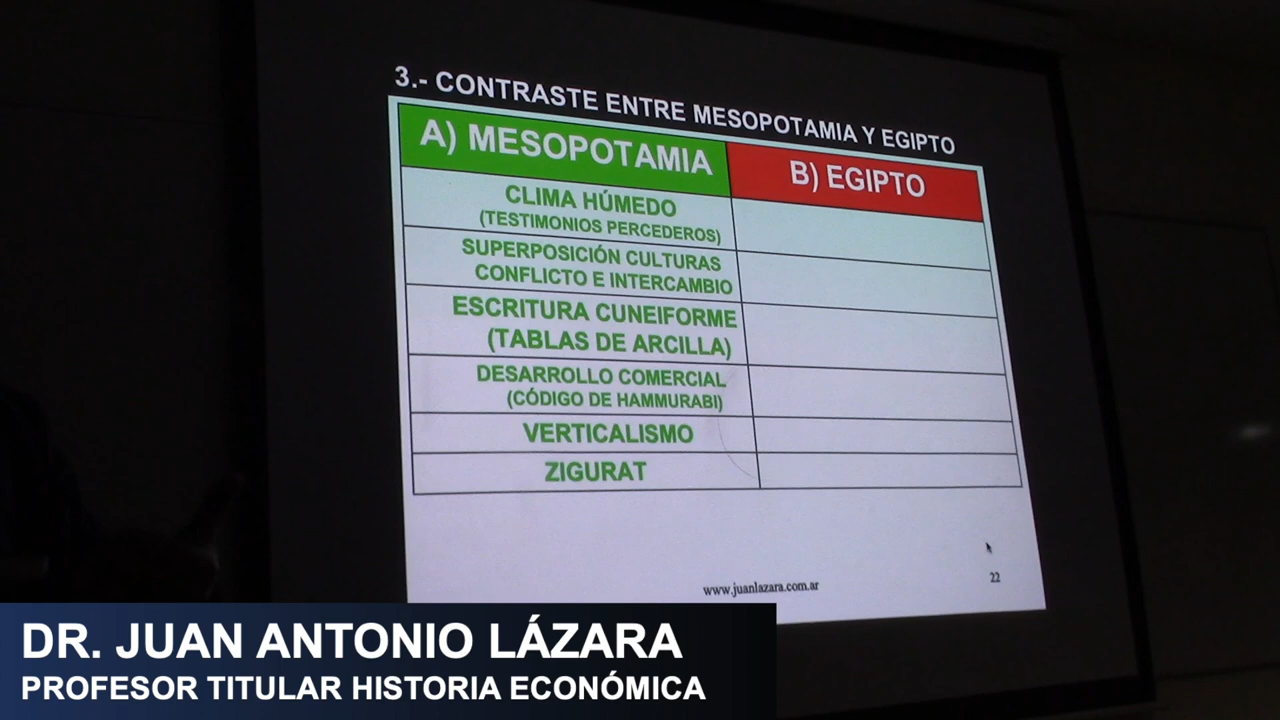 3.- CONTRASTE ENTRE MESOPOTAMIA Y EGIPTO
A) MESOPOTAMIA
B) EGIPTO
CLIMA HÚMEDO
(TESTIMONIOS PERCEDEROS)
SUPERPOSICIÓN CULTURAS
CONFLICTO E INTERCAMBIO
ESCRITURA CUNEIFORME
(TABLAS DE ARCILLA)
DESARROLLO COMERCIAL
(CÓDIGO DE HAMMURABI)
VERTICALISMO
ZIGURAT
www.juanlazara.com.ar
22
DR. JUAN ANTONIO LÁZARA
PROFESOR TITULAR HISTORIA ECONÓMICA